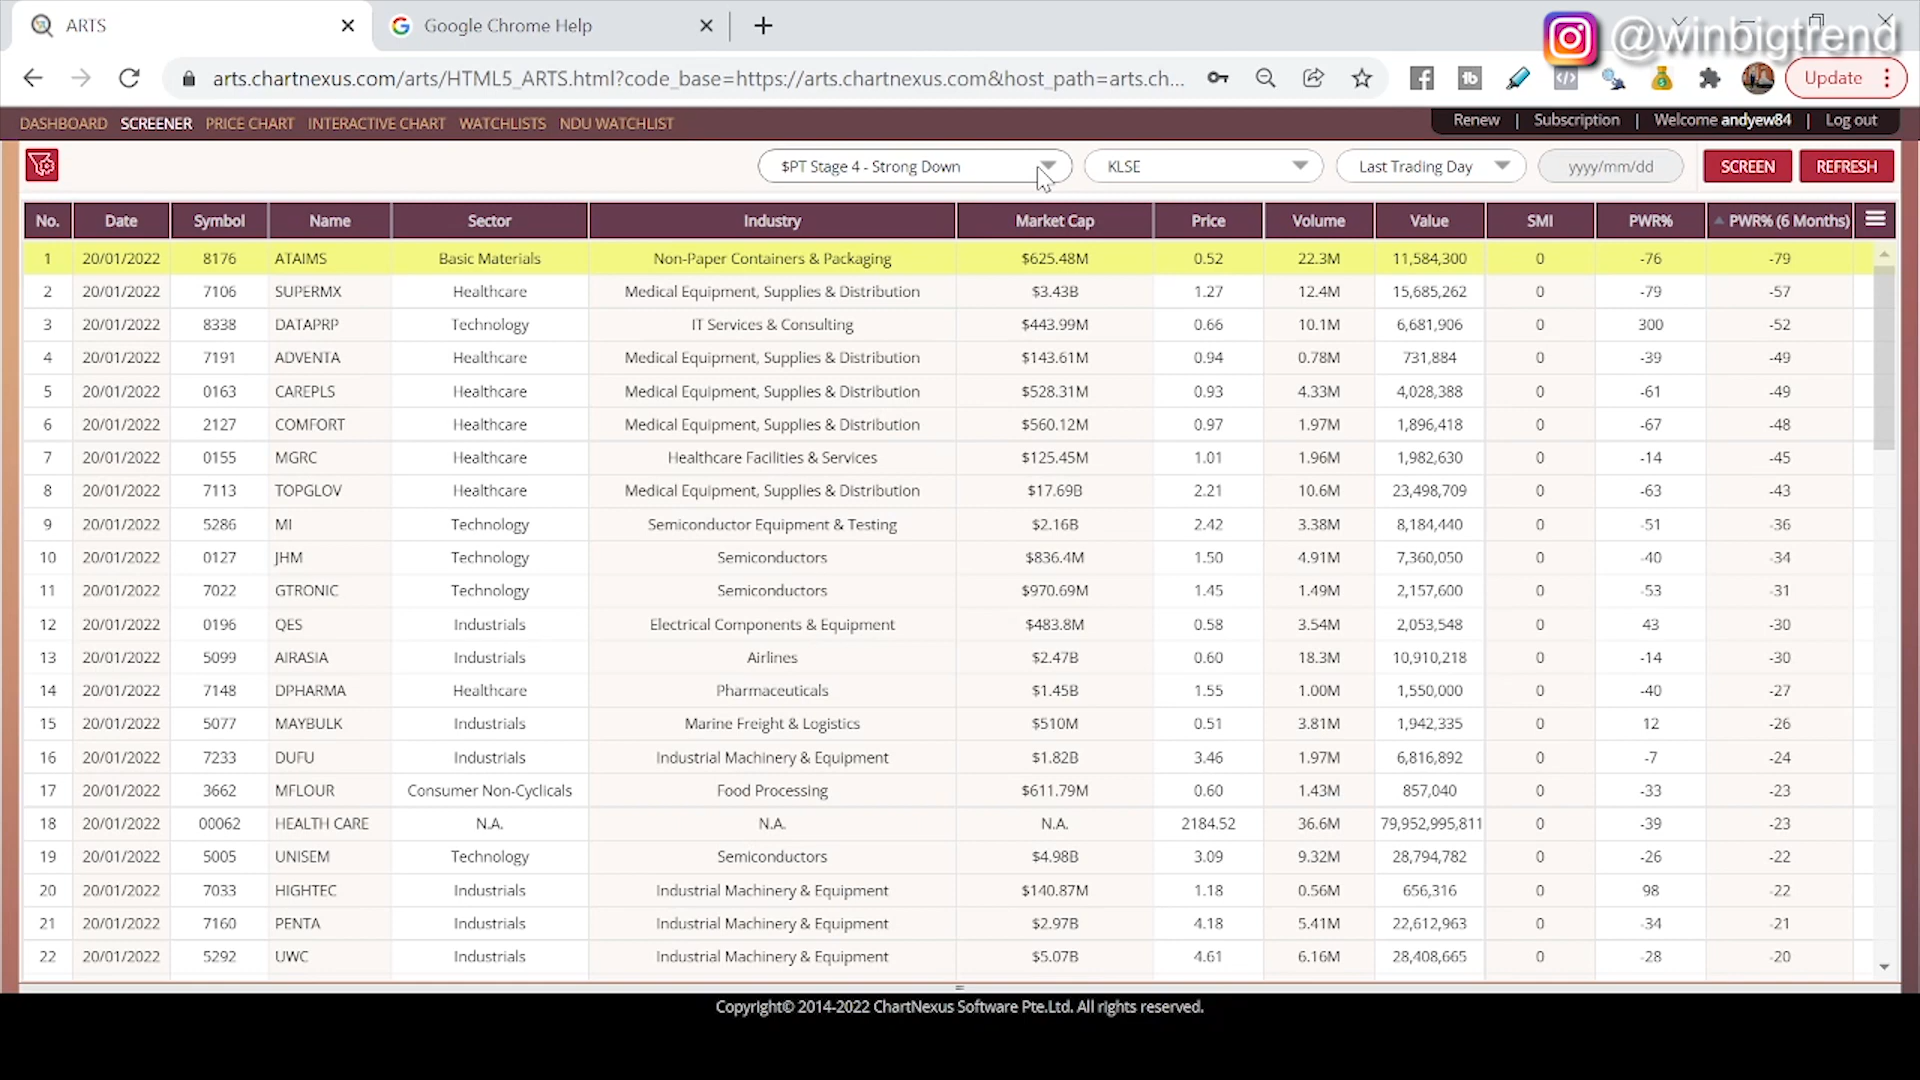 ARTS
Google Chrome Help
@winbigtrend
arts.chartnexus.com/arts/HTML5_ARTS.html?code_base=https://arts.chartnexus.com&host_path=arts.ch...
Update
DASHBOARD SCREENER PRICE CHART INTERACTIVE CHART WATCHLISTS NDU WATCHLIST
Renew | Subscription | Welcome andyew84 | Log out
$PT Stage 4 - Strong Down KLSE Last Trading Day yyyy/mm/dd SCREEN REFRESH
No. Date Symbol Name Sector Industry Market Cap Price Volume Value SMI PWR% PWR% (6 Months)
1 20/01/2022 8176 ATAIMS Basic Materials Non-Paper Containers & Packaging $625.48M 0.52 22.3M 11,584,300 0 -76 -79
2 20/01/2022 7106 SUPERMX Healthcare Medical Equipment, Supplies & Distribution $3.43B 1.27 12.4M 15,685,262 0 -79 -57
3 20/01/2022 8338 DATAPRP Technology IT Services & Consulting $443.99M 0.66 10.1M 6,681,906 0 300 -52
4 20/01/2022 7191 ADVENTA Healthcare Medical Equipment, Supplies & Distribution $143.61M 0.94 0.78M 731,884 0 -39 -49
5 20/01/2022 0163 CAREPLS Healthcare Medical Equipment, Supplies & Distribution $528.31M 0.93 4.33M 4,028,388 0 -61 -49
6 20/01/2022 2127 COMFORT Healthcare Medical Equipment, Supplies & Distribution $560.12M 0.97 1.97M 1,896,418 0 -67 -48
7 20/01/2022 0155 MGRC Healthcare Healthcare Facilities & Services $125.45M 1.01 1.96M 1,982,630 0 -14 -45
8 20/01/2022 7113 TOPGLOV Healthcare Medical Equipment, Supplies & Distribution $17.69B 2.21 10.6M 23,498,709 0 -63 -43
9 20/01/2022 5286 MI Technology Semiconductor Equipment & Testing $2.16B 2.42 3.38M 8,184,440 0 -51 -36
10 20/01/2022 0127 JHM Technology Semiconductors $836.4M 1.50 4.91M 7,360,050 0 -40 -34
11 20/01/2022 7022 GTRONIC Technology Semiconductors $970.69M 1.45 1.49M 2,157,600 0 -53 -31
12 20/01/2022 0196 QES Industrials Electrical Components & Equipment $483.8M 0.58 3.54M 2,053,548 0 43 -30
13 20/01/2022 5099 AIRASIA Industrials Airlines $2.47B 0.60 18.3M 10,910,218 0 -14 -30
14 20/01/2022 7148 DPHARMA Healthcare Pharmaceuticals $1.45B 1.55 1.00M 1,550,000 0 -40 -27
15 20/01/2022 5077 MAYBULK Industrials Marine Freight & Logistics $510M 0.51 3.81M 1,942,335 0 12 -26
16 20/01/2022 7233 DUFU Industrials Industrial Machinery & Equipment $1.82B 3.46 1.97M 6,816,892 0 -7 -24
17 20/01/2022 3662 MFLOUR Consumer Non-Cyclicals Food Processing $611.79M 0.60 1.43M 857,040 0 -33 -23
18 20/01/2022 00062 HEALTH CARE N.A. N.A. N.A. 2184.52 36.6M 79,952,995,811 0 -39 -23
19 20/01/2022 5005 UNISEM Technology Semiconductors $4.98B 3.09 9.32M 28,794,782 0 -26 -22
20 20/01/2022 7033 HIGHTEC Industrials Industrial Machinery & Equipment $140.87M 1.18 0.56M 656,316 0 98 -22
21 20/01/2022 7160 PENTA Industrials Industrial Machinery & Equipment $2.97B 4.18 5.41M 22,612,963 0 -34 -21
22 20/01/2022 5292 UWC Industrials Industrial Machinery & Equipment $5.07B 4.61 6.16M 28,408,665 0 -28 -20
Copyright© 2014-2022 ChartNexus Software Pte.Ltd. All rights reserved.